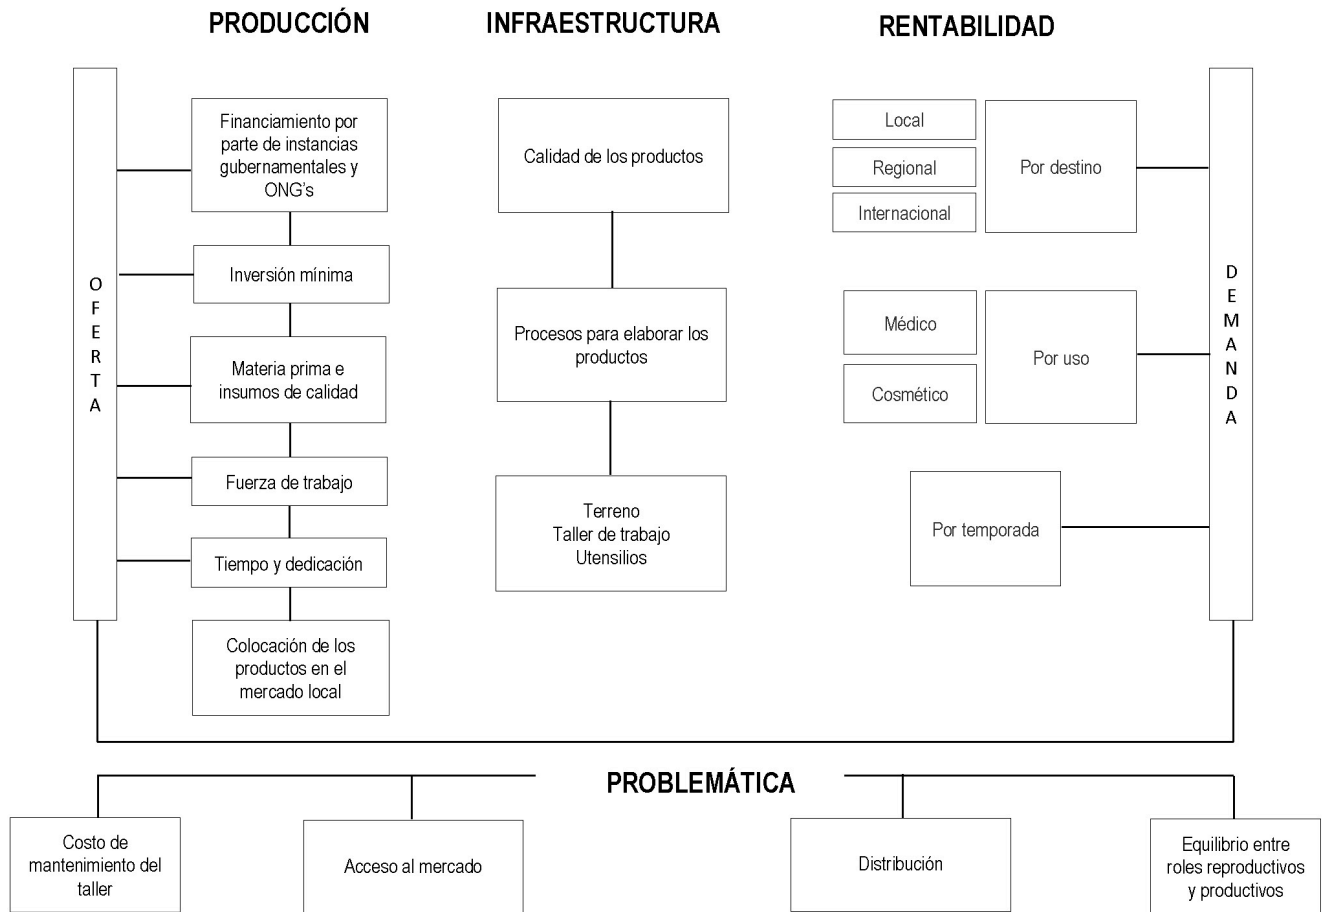 PRODUCCIÓN
INFRAESTRUCTURA
RENTABILIDAD
OFERTA
Financiamiento por
parte de instancias
gubernamentales y
ONG's
Inversión mínima
Materia prima e
insumos de calidad
Fuerza de trabajo
Tiempo y dedicación
Colocación de los
productos en el
mercado local
Calidad de los productos
Procesos para elaborar los
productos
Terreno
Taller de trabajo
Utensilios
Local
Regional
Internacional
Por destino
Médico
Cosmético
Por uso
Por temporada
DEMANDA
PROBLEMÁTICA
Costo de
mantenimiento del
taller
Acceso al mercado
Distribución
Equilibrio entre
roles reproductivos
y productivos